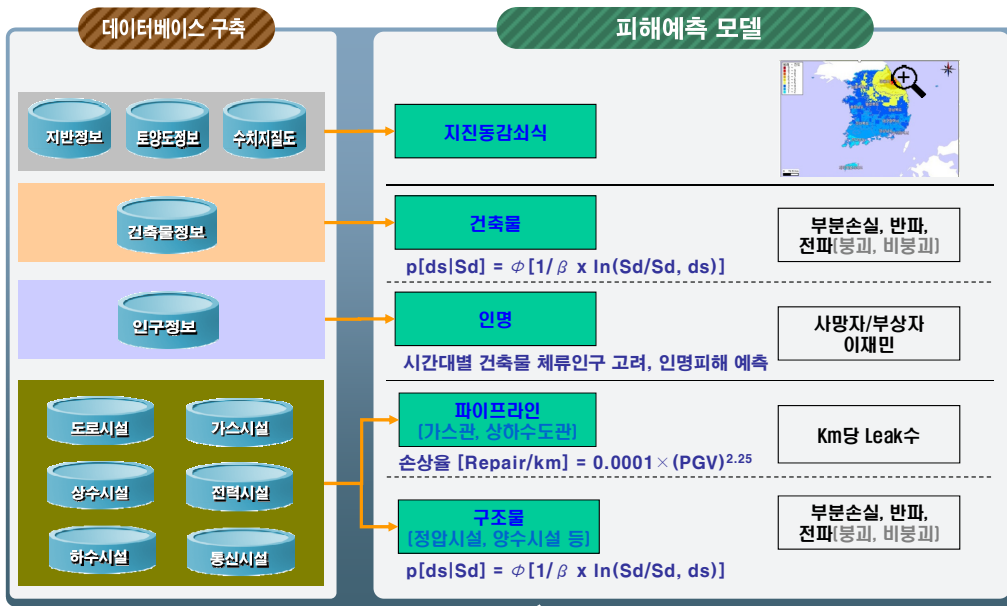 데이터베이스 구축
피해예측 모델
지반정보
토양도정보
수치지질도
지진동감쇠식
건축물정보
건축물
부분손실, 반파,
전파(붕괴, 비붕괴)
p[ds|Sd] = Φ[1/β x ln(Sd/Sd, ds)]
인구정보
인명
사망자/부상자
이재민
시간대별 건축물 체류인구 고려, 인명피해 예측
도로시설
가스시설
상수시설
전력시설
하수시설
통신시설
파이프라인
(가스관, 상하수도관)
Km당 Leak수
손상율 [Repair/km] = 0.0001×(PGV)^2.25
구조물
(정압시설, 양수시설 등)
부분손실, 반파,
전파(붕괴, 비붕괴)
p[ds|Sd] = Φ[1/β x ln(Sd/Sd, ds)]